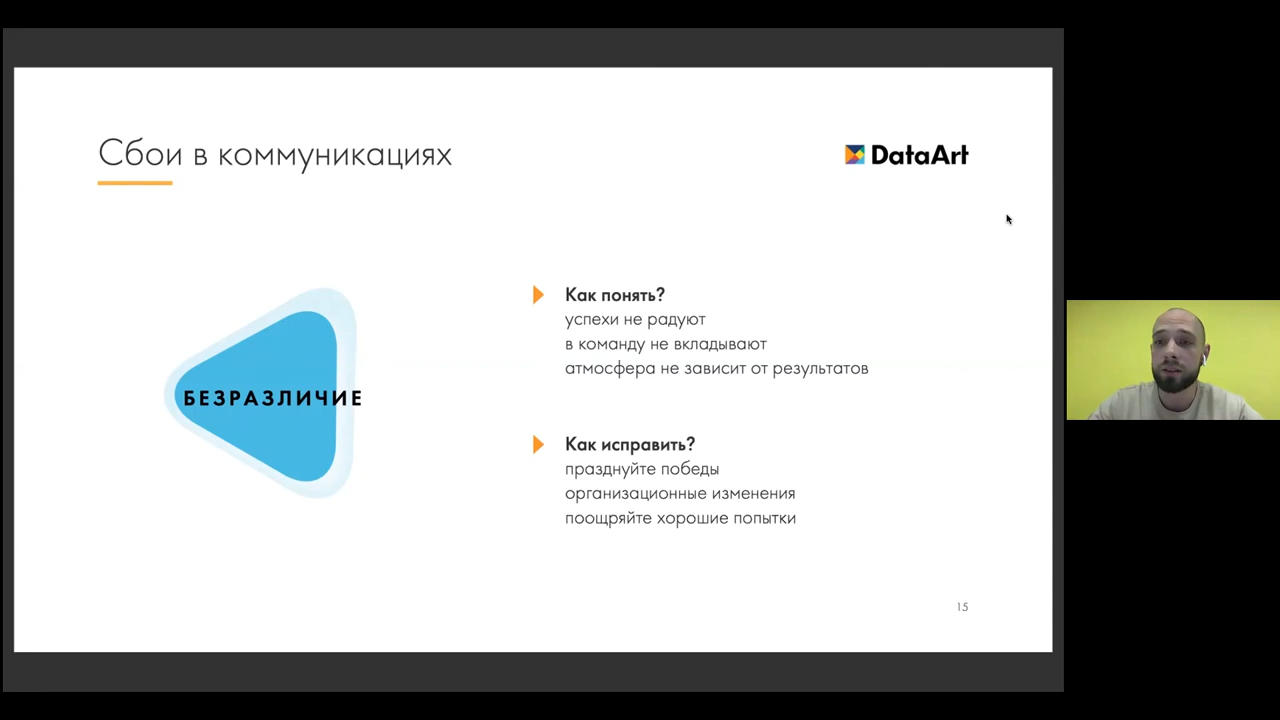 Сбои в коммуникациях
DataArt
БЕЗРАЗЛИЧИЕ
Как понять?
успехи не радуют
в команду не вкладывают
атмосфера не зависит от результатов
Как исправить?
празднуйте победы
организационные изменения
поощряйте хорошие попытки
15